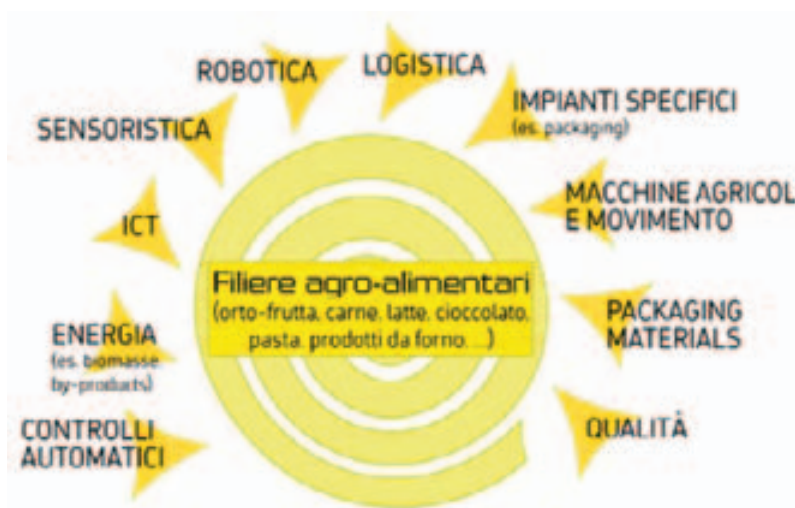 ROBOTICA
LOGISTICA
SENSORISTICA
IMPIANTI SPECIFICI
(es. packaging)
ICT
MACCHINE AGRICOL
E MOVIMENTO
Filiere agro-alimentari
(orto-frutta, carne, latte, cioccolato,
pasta, prodotti da forno...)
ENERGIA
(es. biomasse
by-products)
PACKAGING
MATERIALS
CONTROLLI
AUTOMATICI
QUALITÀ